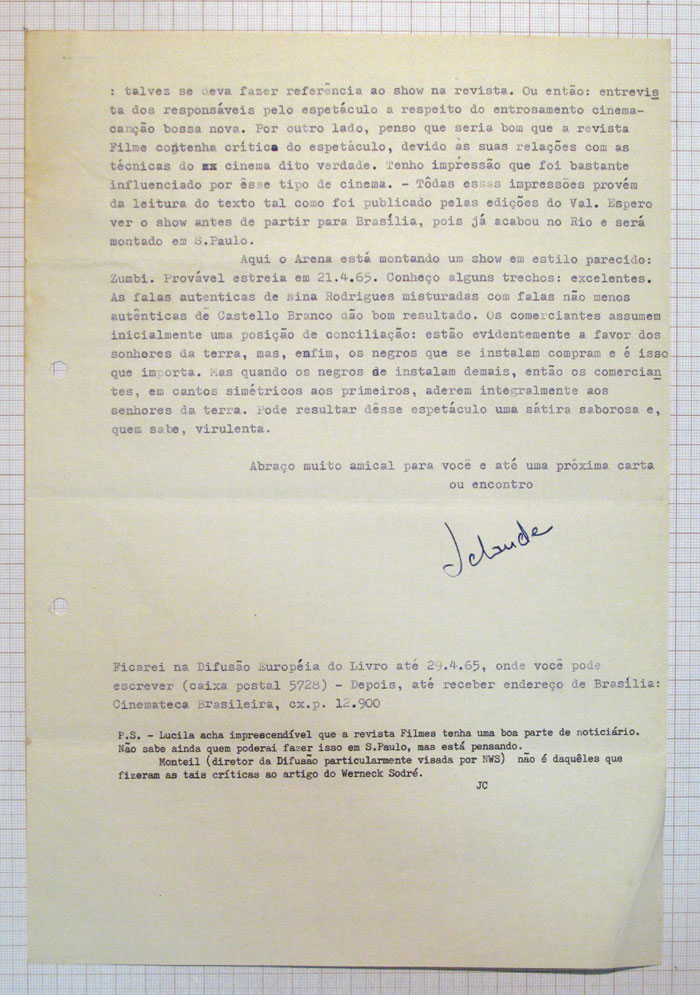 : talvez se deva fazer referência ao show na revista. Ou então: entrevis
ta dos responsáveis pelo espetáculo a respeito do entrosamento cinema-
canção bossa nova. Por outro lado, penso que seria bom que a revista
Filme contenha critica do espetáculo, devido às suas relações com as
técnicas do mx cinema dito verdade. Tenho impressão que foi bastante
influenciado por êsse tipo de cinema. - Tôdas essas impressões provém
da leitura do texto tal como foi publicado pelas edições do Val. Espero
ver o show antes de partir para Brasília, pois já acabou no Rio e será
montado em S.Paulo.
Aqui o Arena está montando um show em estilo parecido:
Zumbi. Provável estreia em 21.4.65. Conheço alguns trechos: excelentes.
As falas autenticas de Nina Rodrigues misturadas com falas não menos
autênticas de Castello Branco dão bom resultado. Os comerciantes assumem
inicialmente uma posição de conciliação: estão evidentemente a favor dos
sonhores da terra, mas, enfim, os negros que se instalam compram e é isso
que importa. Mas quando os negros se instalam demais, então os comercian
tes, em cantos simétricos aos primeiros, aderem integralmente aos
senhores da terra. Pode resultar dêsse espetáculo uma sátira saborosa e,
quem sabe, virulenta.
Abraço muito amical para você e até uma próxima carta
ou encontro
Jclaude
Ficarei na Difusão Européia do Livro até 29.4.65, onde você pode
escrever (caixa postal 5728) - Depois, até receber endereço de Brasília:
Cinemateca Brasileira, cx.p. 12.900
P.S. - Lucila acha imprescendível que a revista Filmes tenha uma boa parte de noticiário.
Não sabe ainda quem poderai fazer isso em S.Paulo, mas está pensando.
Monteil (diretor da Difusão particularmente visada por NWS) não é daquêles que
fizeram as tais críticas ao artigo do Werneck Sodré.
JC